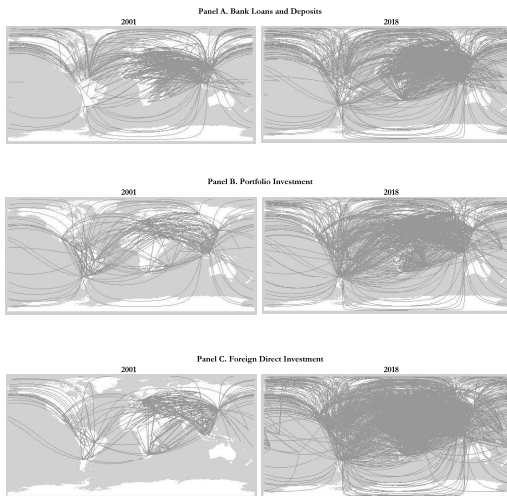 Panel A. Bank Loans and Deposits
2001 2018
Panel B. Portfolio Investment
2001 2018
Panel C. Foreign Direct Investment
2001 2018